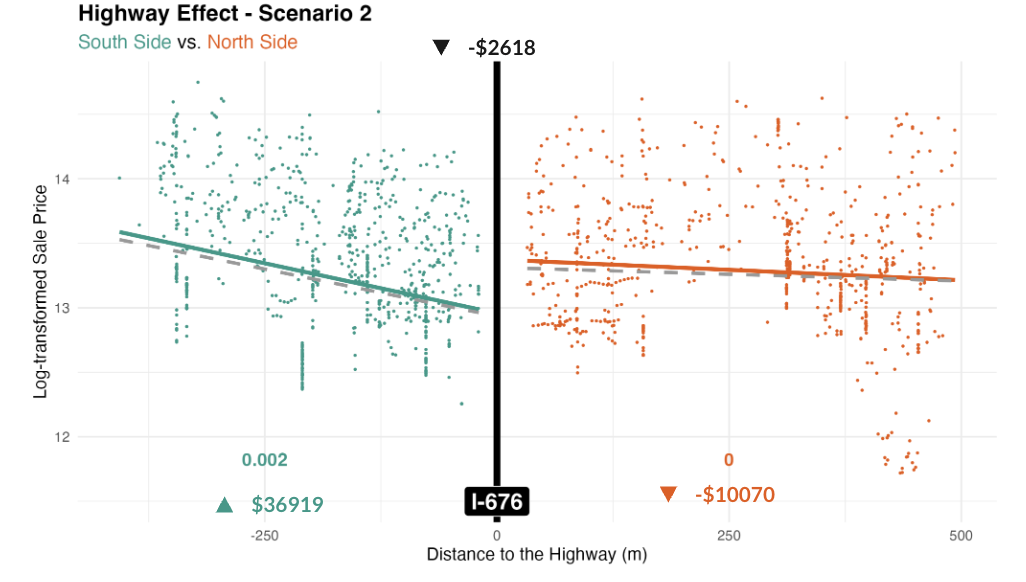 Highway Effect - Scenario 2
South Side vs. North Side
▼ -$2618
Log-transformed Sale Price
14
13
12
0.002
0
▲ $36919
▼ -$10070
I-676
-250
0
250
500
Distance to the Highway (m)